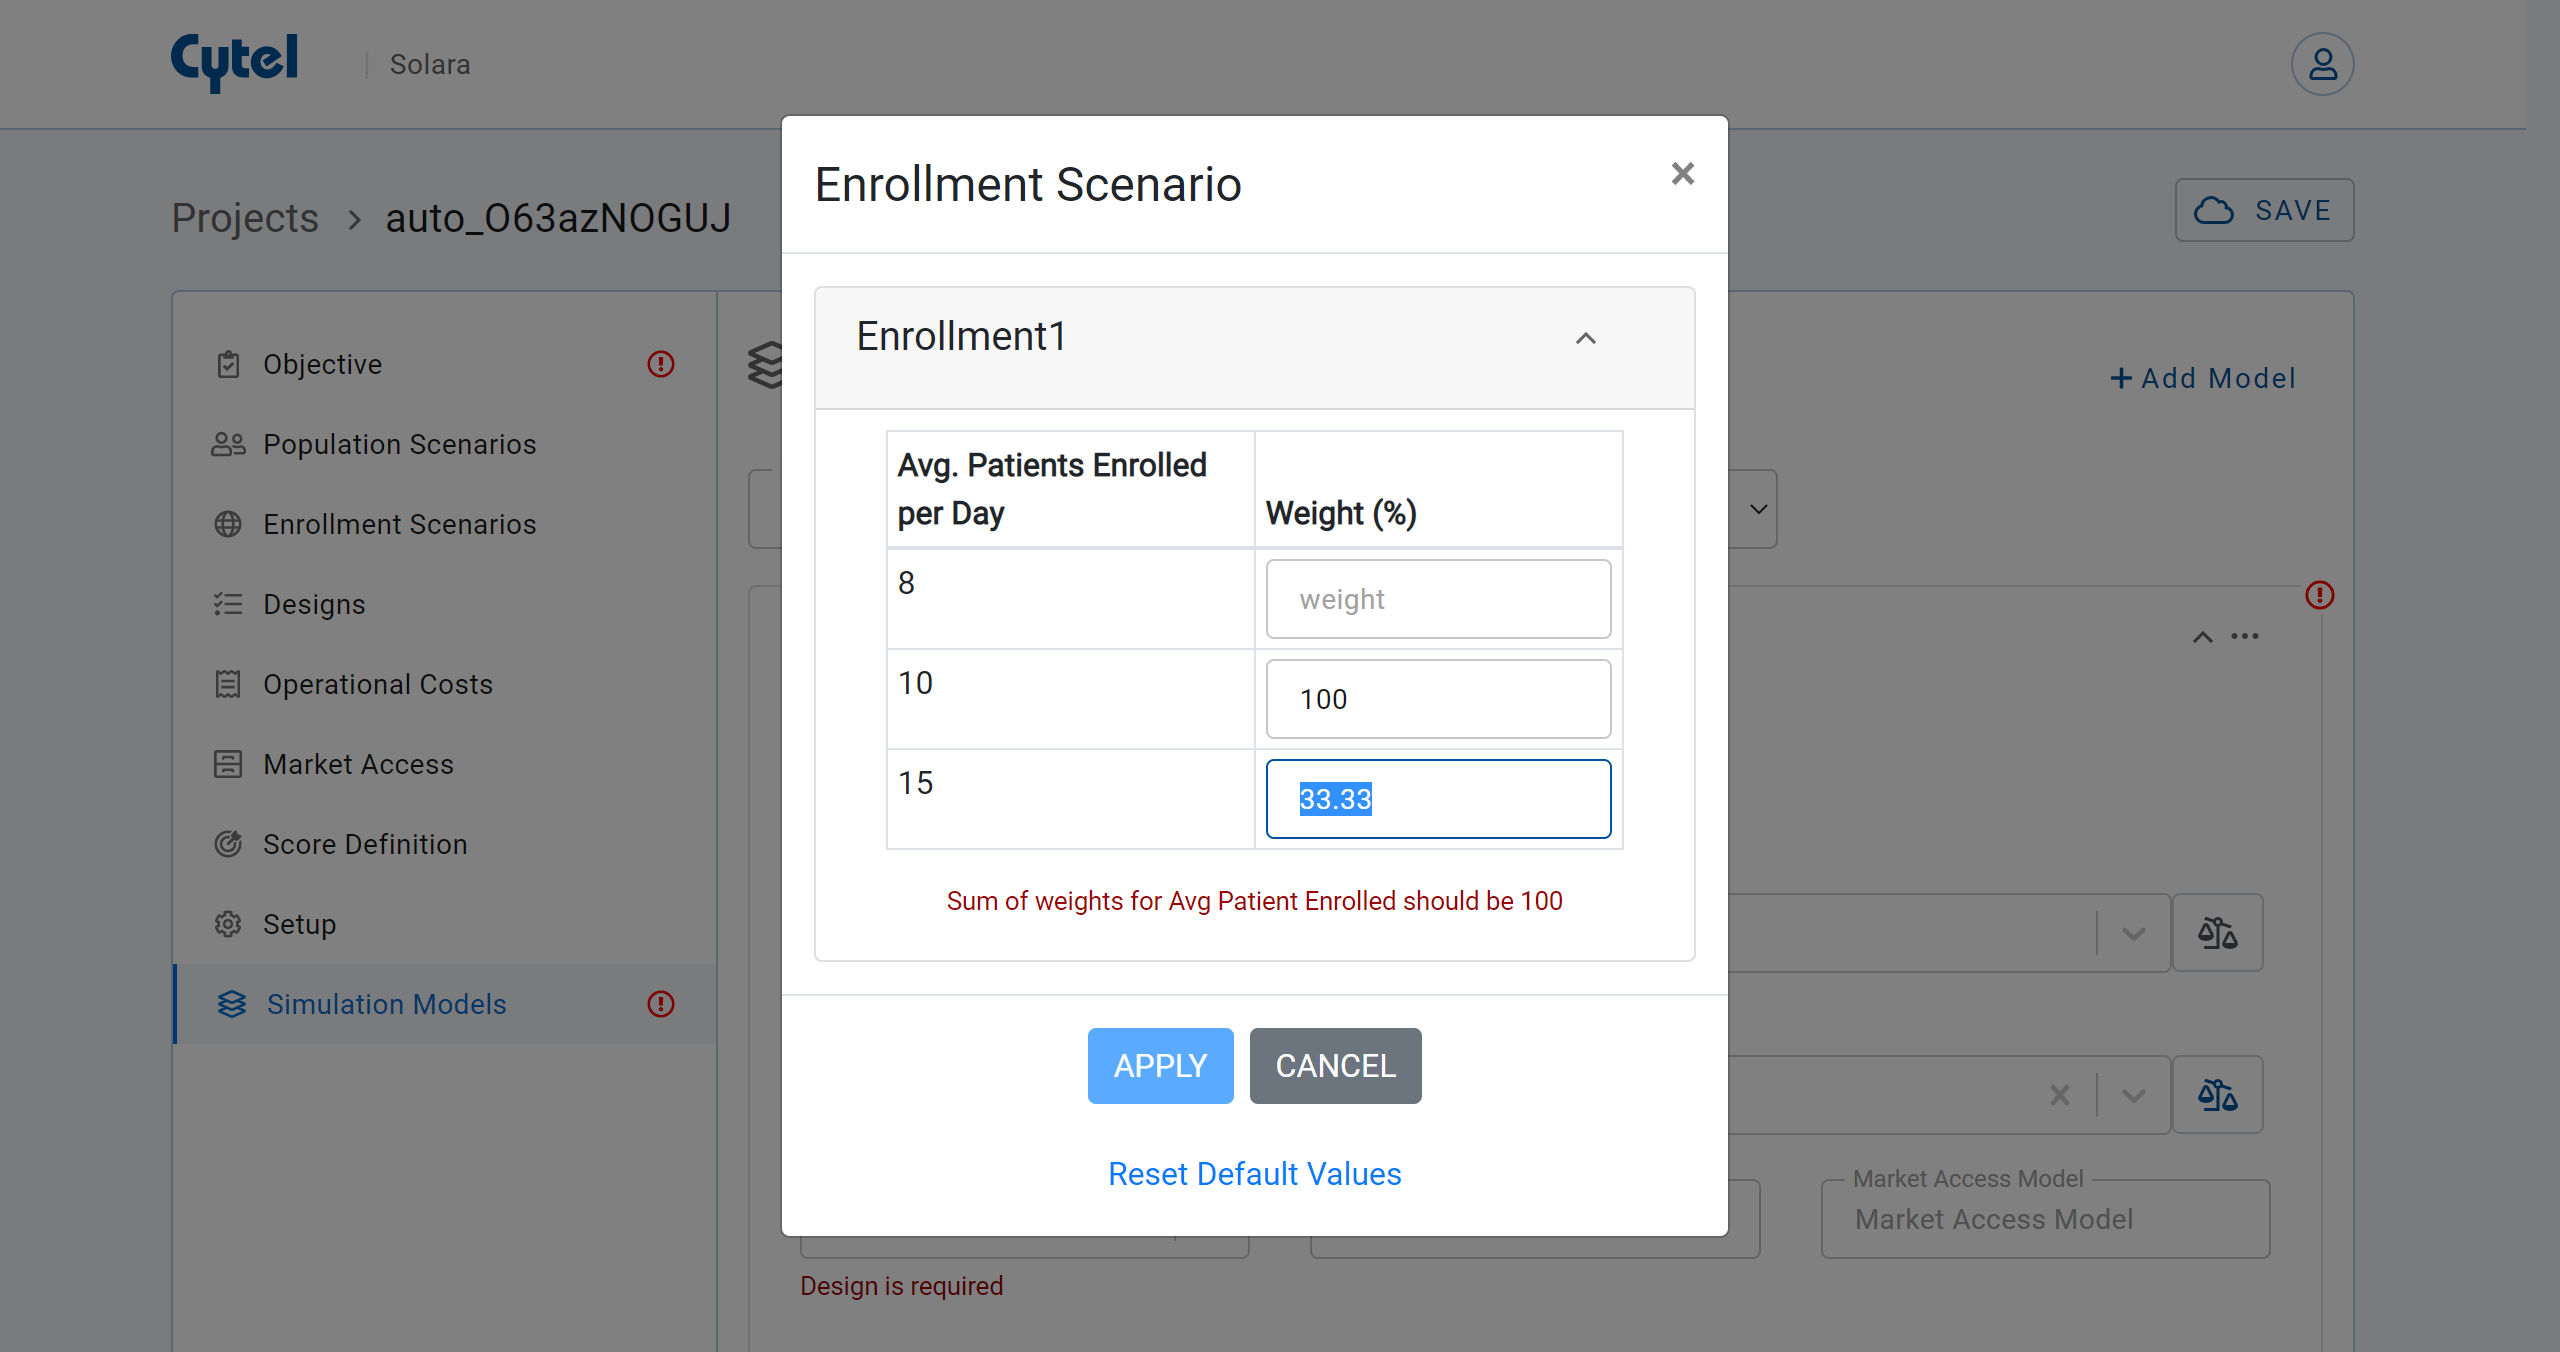 Cytel
| Solara
Projects > auto_O63azNOGUJ
SAVE
Objective
Population Scenarios
Enrollment Scenarios
Designs
Operational Costs
Market Access
Score Definition
Setup
Simulation Models
+ Add Model
Enrollment Scenario
×
Enrollment1
Avg. Patients Enrolled
per Day
Weight (%)
8
weight
10
100
15
33.33
Sum of weights for Avg Patient Enrolled should be 100
APPLY
CANCEL
Reset Default Values
Market Access Model
Market Access Model
Design is required